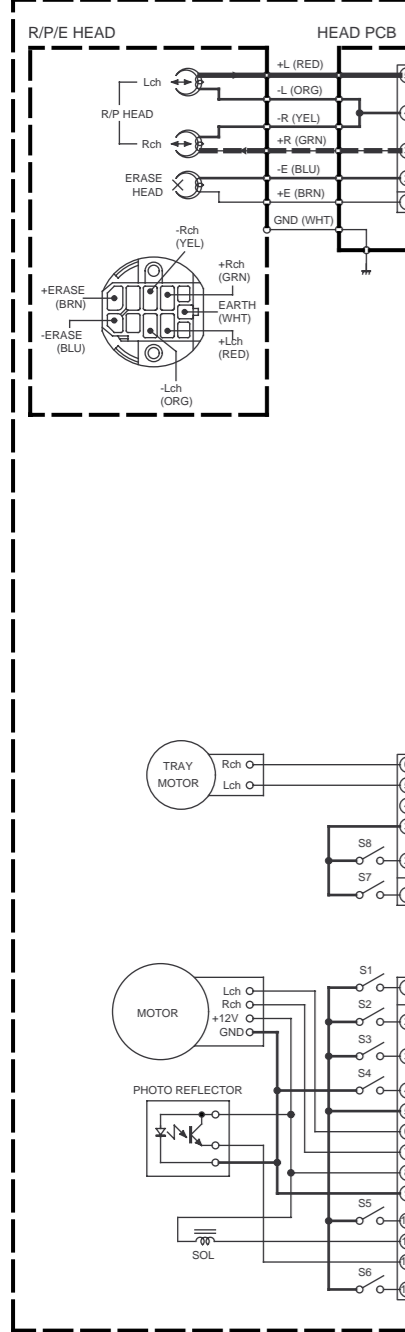 R/P/E HEAD
HEAD PCB
+L (RED)
Lch
-L (ORG)
R/P HEAD
-R (YEL)
Rch
+R (GRN)
ERASE
HEAD
-E (BLU)
+E (BRN)
GND (WHT)
-Rch
(YEL)
+Rch
(GRN)
+ERASE
(BRN)
EARTH
(WHT)
-ERASE
(BLU)
+Lch
(RED)
-Lch
(ORG)
TRAY
MOTOR
Rch
Lch
S8
S7
MOTOR
Lch
Rch
+12V
GND
S1
S2
S3
S4
PHOTO REFLECTOR
S5
SOL
S6